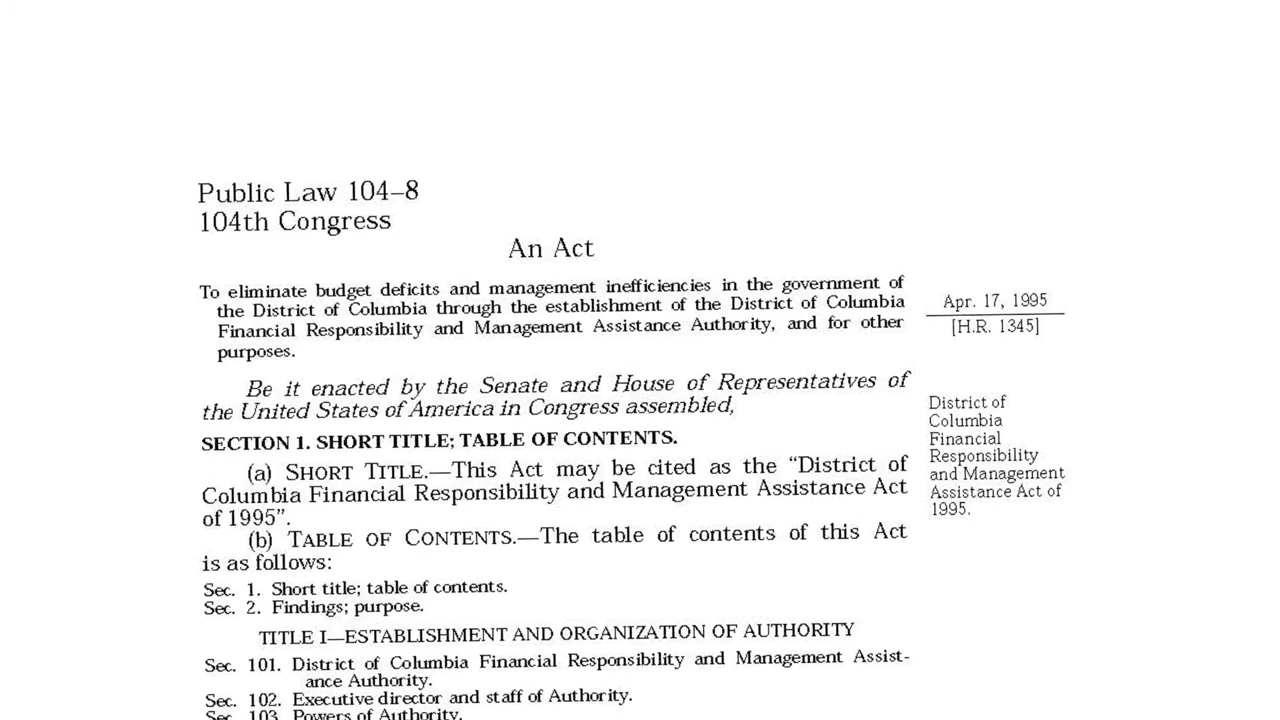 Public Law 104–8
104th Congress
An Act
To eliminate budget deficits and management inefficiencies in the government of
the District of Columbia through the establishment of the District of Columbia
Financial Responsibility and Management Assistance Authority, and for other
purposes.
Apr. 17, 1995
[H.R. 1345]
Be it enacted by the Senate and House of Representatives of
the United States of America in Congress assembled,
District of
Columbia
Financial
Responsibility
and Management
Assistance Act of
1995.
SECTION 1. SHORT TITLE; TABLE OF CONTENTS.
(a) SHORT TITLE.—This Act may be cited as the “District of
Columbia Financial Responsibility and Management Assistance Act
of 1995”.
(b) TABLE OF CONTENTS.—The table of contents of this Act
is as follows:
Sec. 1. Short title; table of contents.
Sec. 2. Findings; purpose.
TITLE I—ESTABLISHMENT AND ORGANIZATION OF AUTHORITY
Sec. 101. District of Columbia Financial Responsibility and Management Assist-
ance Authority.
Sec. 102. Executive director and staff of Authority.
Sec. 103. Powers of Authority.